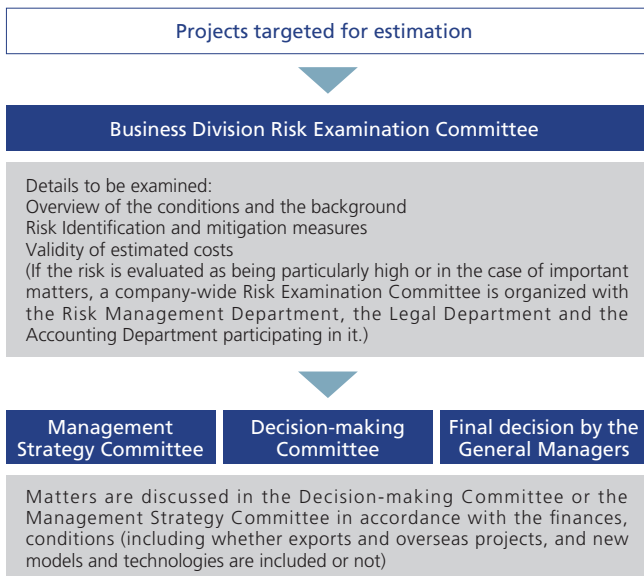 Projects targeted for estimation
Business Division Risk Examination Committee
Details to be examined:
Overview of the conditions and the background
Risk Identification and mitigation measures
Validity of estimated costs
(If the risk is evaluated as being particularly high or in the case of important
matters, a company-wide Risk Examination Committee is organized with
the Risk Management Department, the Legal Department and the
Accounting Department participating in it.)
Management
Strategy Committee
Decision-making
Committee
Final decision by the
General Managers
Matters are discussed in the Decision-making Committee or the
Management Strategy Committee in accordance with the finances,
conditions (including whether exports and overseas projects, and new
models and technologies are included or not)